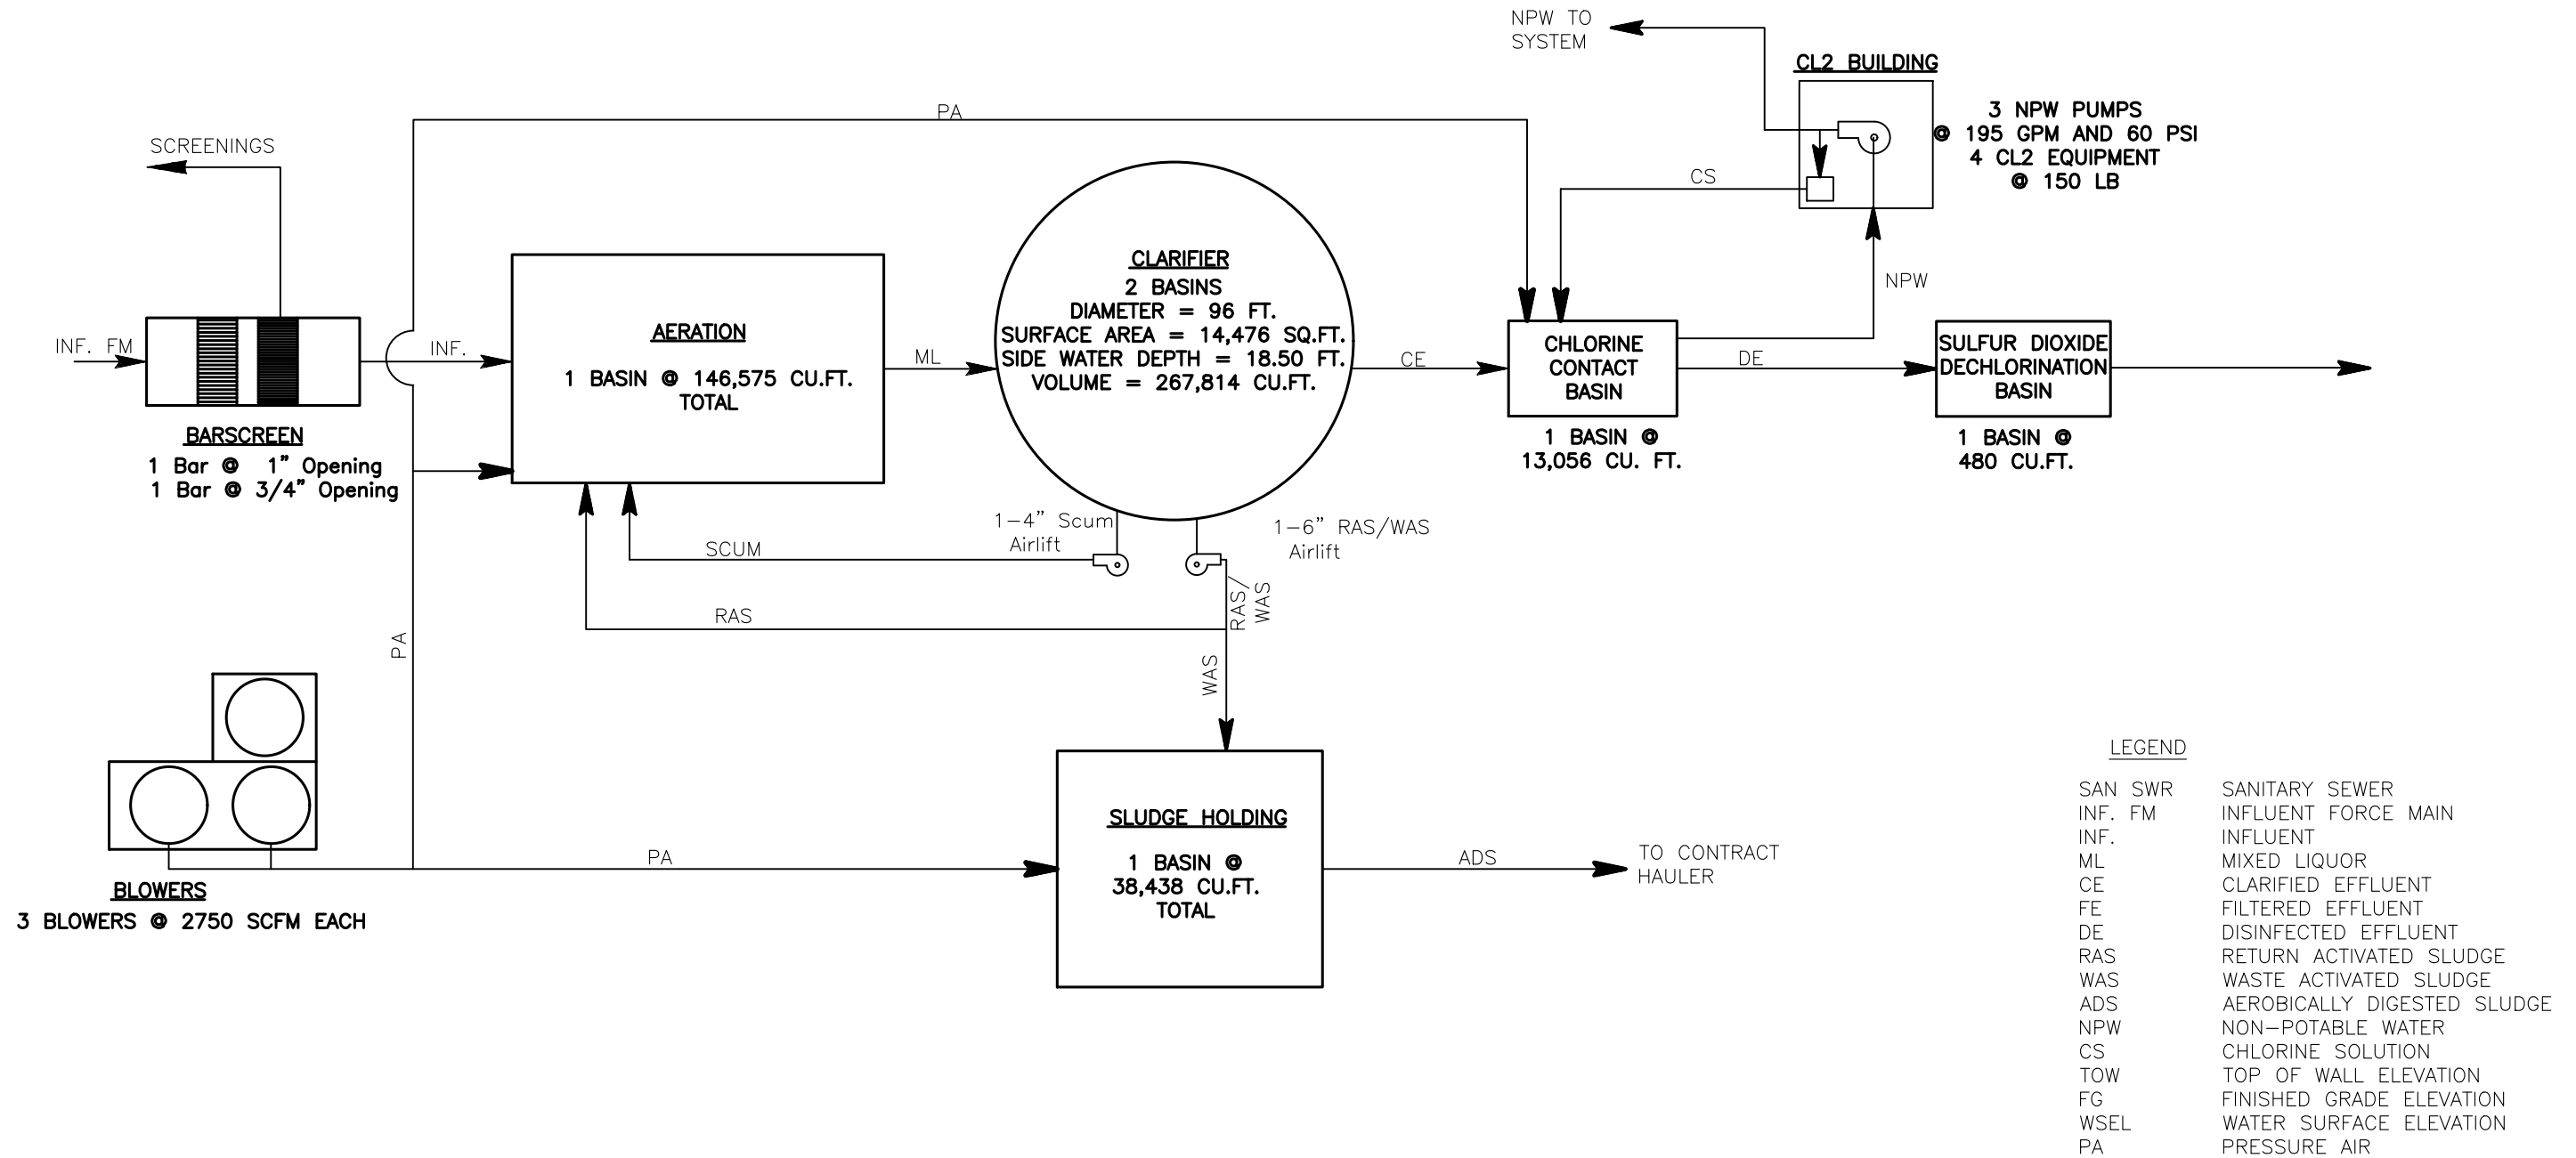 NPW TO
SYSTEM
CL2 BUILDING
3 NPW PUMPS
@ 195 GPM AND 60 PSI
4 CL2 EQUIPMENT
@ 150 LB
PA
SCREENINGS
CS
CLARIFIER
2 BASINS
DIAMETER = 96 FT.
SURFACE AREA = 14,476 SQ.FT.
SIDE WATER DEPTH = 18.50 FT.
VOLUME = 267,814 CU.FT.
NPW
INF. FM
INF.
AERATION
1 BASIN @ 146,575 CU.FT.
TOTAL
ML
CE
CHLORINE
CONTACT
BASIN
DE
SULFUR DIOXIDE
DECHLORINATION
BASIN
BARSCREEN
1 Bar @ 1" Opening
1 Bar @ 3/4" Opening
1 BASIN @
13,056 CU. FT.
1 BASIN @
480 CU.FT.
1-4" Scum
Airlift
1-6" RAS/WAS
Airlift
SCUM
RAS/
WAS
RAS
PA
WAS
BLOWERS
3 BLOWERS @ 2750 SCFM EACH
PA
SLUDGE HOLDING
1 BASIN @
38,438 CU.FT.
TOTAL
ADS
TO CONTRACT
HAULER
LEGEND
SAN SWR SANITARY SEWER
INF. FM INFLUENT FORCE MAIN
INF. INFLUENT
ML MIXED LIQUOR
CE CLARIFIED EFFLUENT
FE FILTERED EFFLUENT
DE DISINFECTED EFFLUENT
RAS RETURN ACTIVATED SLUDGE
WAS WASTE ACTIVATED SLUDGE
ADS AEROBICALLY DIGESTED SLUDGE
NPW NON-POTABLE WATER
CS CHLORINE SOLUTION
TOW TOP OF WALL ELEVATION
FG FINISHED GRADE ELEVATION
WSEL WATER SURFACE ELEVATION
PA PRESSURE AIR